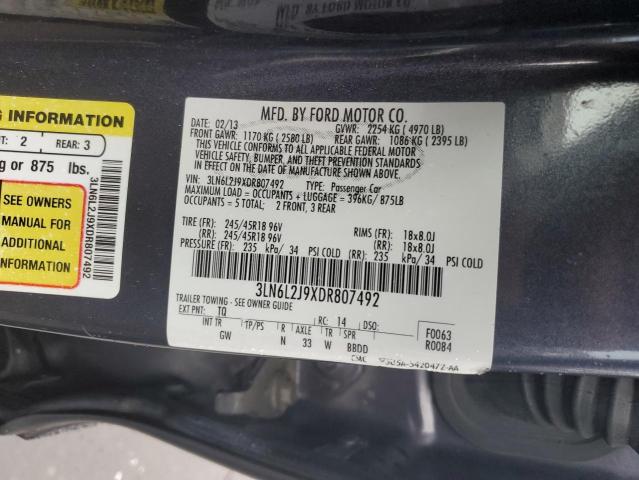 G INFORMATION
T: 2 REAR: 3
g or 875 lbs.
SEE OWNERS
MANUAL FOR
ADDITIONAL
INFORMATION
3LN6L2J9XDR807492
MFD. BY FORD MOTOR CO.
DATE: 02/13 GVWR: 2254 KG ( 4970 LB)
FRONT GAWR: 1170 KG ( 2580 LB) REAR GAWR: 1086 KG ( 2395 LB)
THIS VEHICLE CONFORMS TO ALL APPLICABLE FEDERAL MOTOR
VEHICLE SAFETY, BUMPER, AND THEFT PREVENTION STANDARDS
IN EFFECT ON THE DATE OF MANUFACTURE SHOWN ABOVE.
VIN: 3LN6L2J9XDR807492 TYPE: Passenger Car
MAXIMUM LOAD = OCCUPANTS + LUGGAGE = 396KG/ 875LB
OCCUPANTS = 5 TOTAL: 2 FRONT, 3 REAR
TIRE (FR): 245/45R18 96V RIMS (FR): 18x8.0J
(RR): 245/45R18 96V (RR): 18x8.0J
PRESSURE (FR): 235 kPa/ 34 PSI COLD (RR): 235 kPa/ 34 PSI COLD
3LN6L2J9XDR807492
TRAILER TOWING - SEE OWNER GUIDE
EXT PNT: TQ RC: 14 DSO: F0063
INT TR TP/PS R AXLE TR SPR R0084
GW N 33 W BBDD